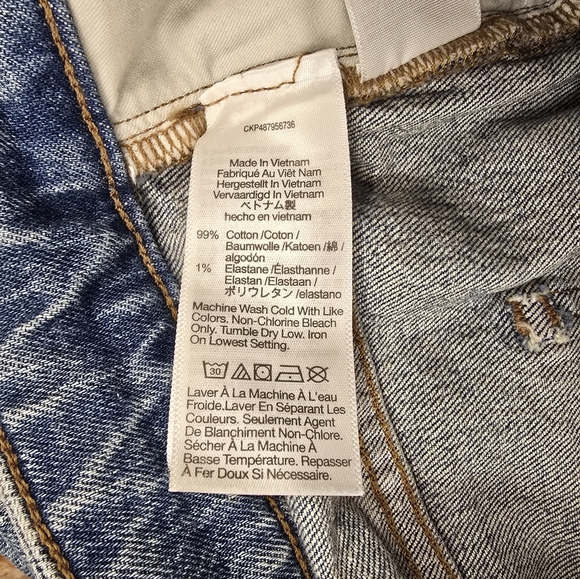 CKP487956736
Made In Vietnam
Fabriqué Au Viêt Nam
Hergestellt In Vietnam
Vervaardigd In Vietnam
ベトナム製
hecho en vietnam
99% Cotton /Coton /
Baumwolle /Katoen /綿 /
algodón
1% Elastane /Élasthanne /
Elastan /Elastaan /
ポリウレタン /elastano
Machine Wash Cold With Like
Colors. Non-Chlorine Bleach
Only. Tumble Dry Low. Iron
On Lowest Setting.
30
Laver À La Machine À L'eau
Froide.Laver En Séparant Les
Couleurs. Seulement Agent
De Blanchiment Non-Chlore.
Sécher À La Machine À
Basse Température. Repasser
À Fer Doux Si Nécessaire.